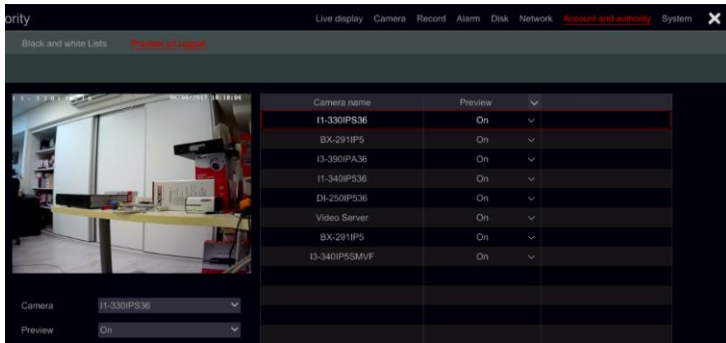 ority Live display Camera Record Alarm Disk Network Account and authority System
Black and white Lists Preview on Logout
Camera name Preview
I1-330IPS36 On
BX-291IP5 On
I3-390IPA36 On
I1-340IP536 On
DI-250IP536 On
Video Server On
BX-291IP5 On
I3-340IP5SMVF On
Camera I1-330IPS36
Preview On